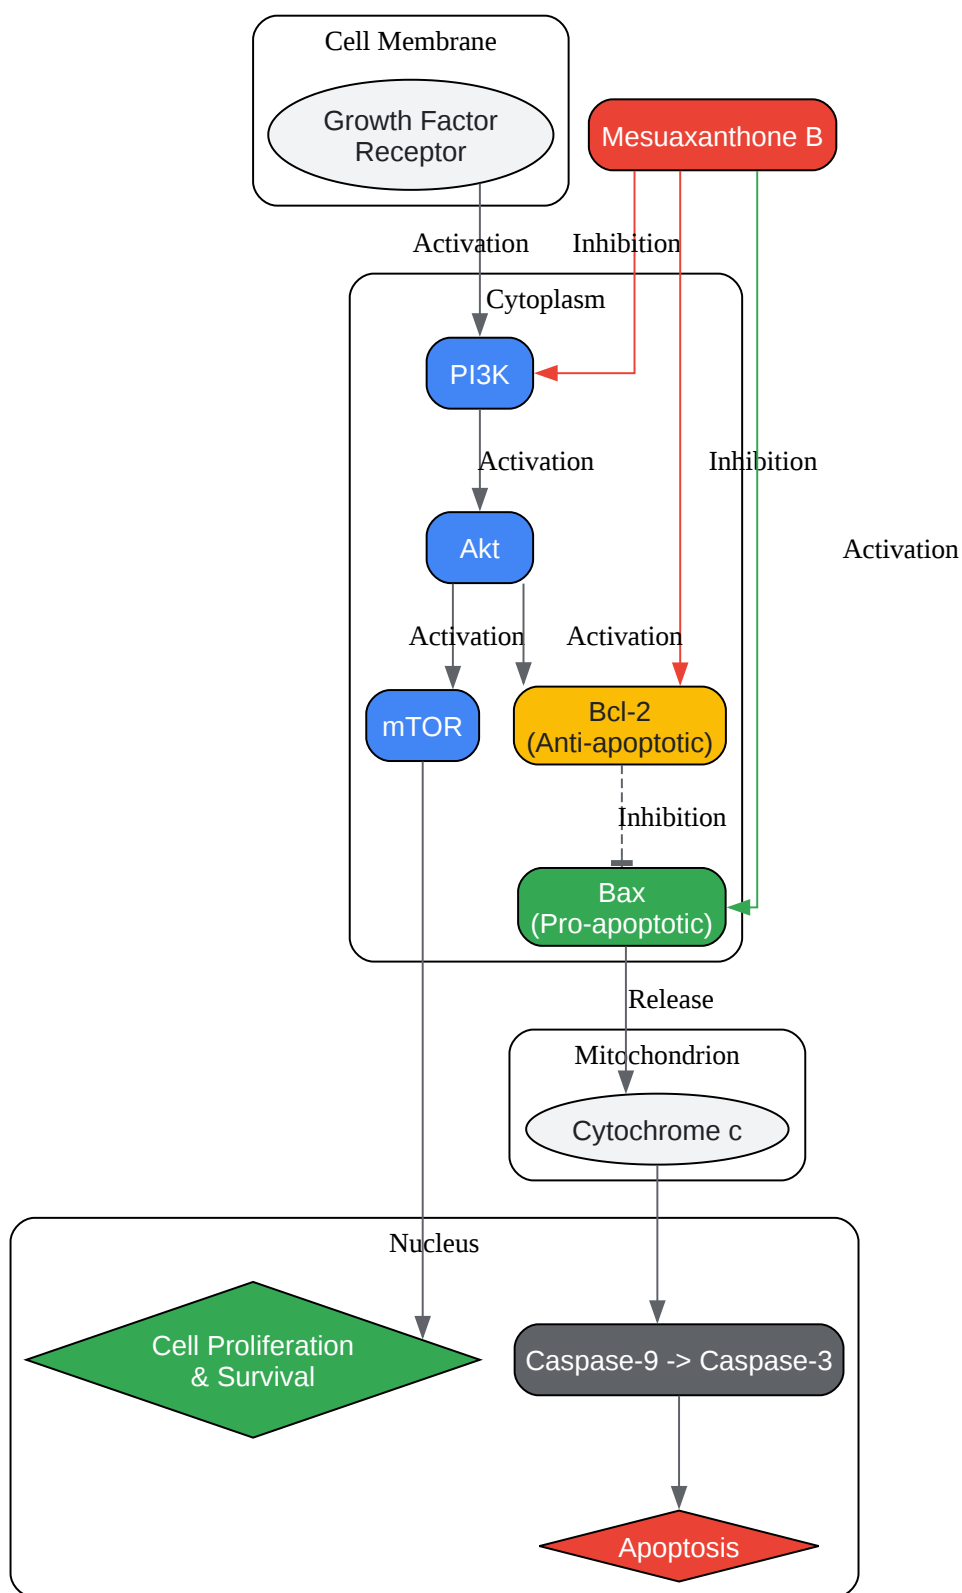 Cell Membrane
Growth Factor
Receptor
Mesuaxanthone B
Activation
Inhibition
Cytoplasm
PI3K
Activation
Inhibition
Akt
Activation
Activation
Activation
mTOR
Bcl-2
(Anti-apoptotic)
Inhibition
Bax
(Pro-apoptotic)
Release
Mitochondrion
Cytochrome c
Nucleus
Cell Proliferation
& Survival
Caspase-9 -> Caspase-3
Apoptosis